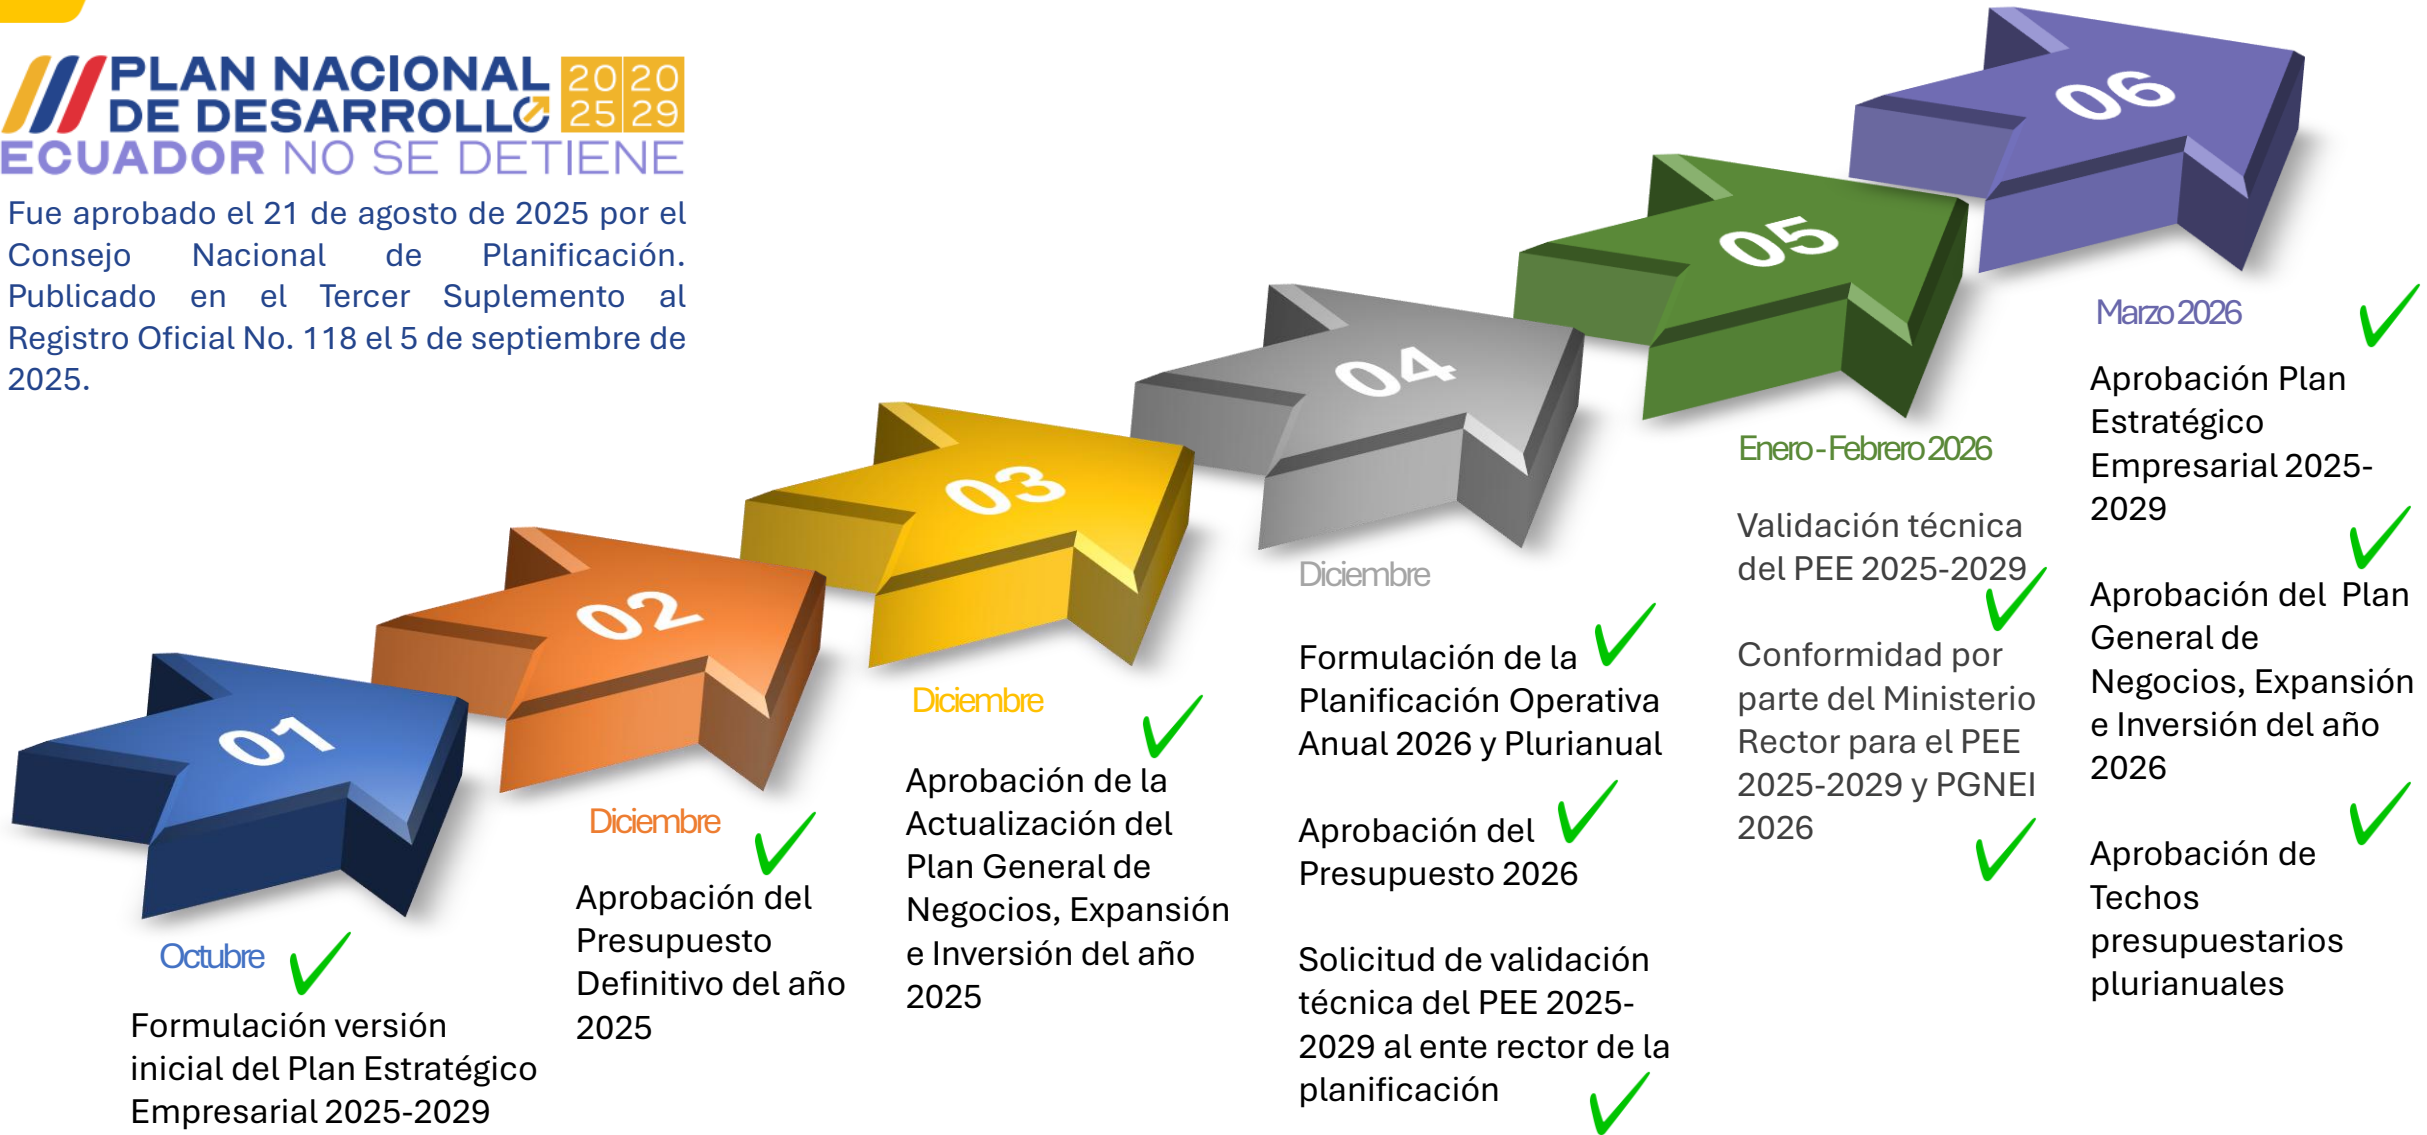 PLAN NACIONAL
DE DESARROLLO
20 20
25 29
ECUADOR NO SE DETIENE
Fue aprobado el 21 de agosto de 2025 por el
Consejo Nacional de Planificación.
Publicado en el Tercer Suplemento al
Registro Oficial No. 118 el 5 de septiembre de
2025.
01
Octubre
Formulación versión
inicial del Plan Estratégico
Empresarial 2025-2029
02
Diciembre
Aprobación del
Presupuesto
Definitivo del año
2025
03
Diciembre
Aprobación de la
Actualización del
Plan General de
Negocios, Expansión
e Inversión del año
2025
04
Diciembre
Formulación de la
Planificación Operativa
Anual 2026 y Plurianual
Aprobación del
Presupuesto 2026
Solicitud de validación
técnica del PEE 2025-
2029 al ente rector de la
planificación
05
Enero - Febrero 2026
Validación técnica
del PEE 2025-2029
Conformidad por
parte del Ministerio
Rector para el PEE
2025-2029 y PGNEI
2026
06
Marzo 2026
Aprobación Plan
Estratégico
Empresarial 2025-
2029
Aprobación del Plan
General de
Negocios, Expansión
e Inversión del año
2026
Aprobación de
Techos
presupuestarios
plurianuales